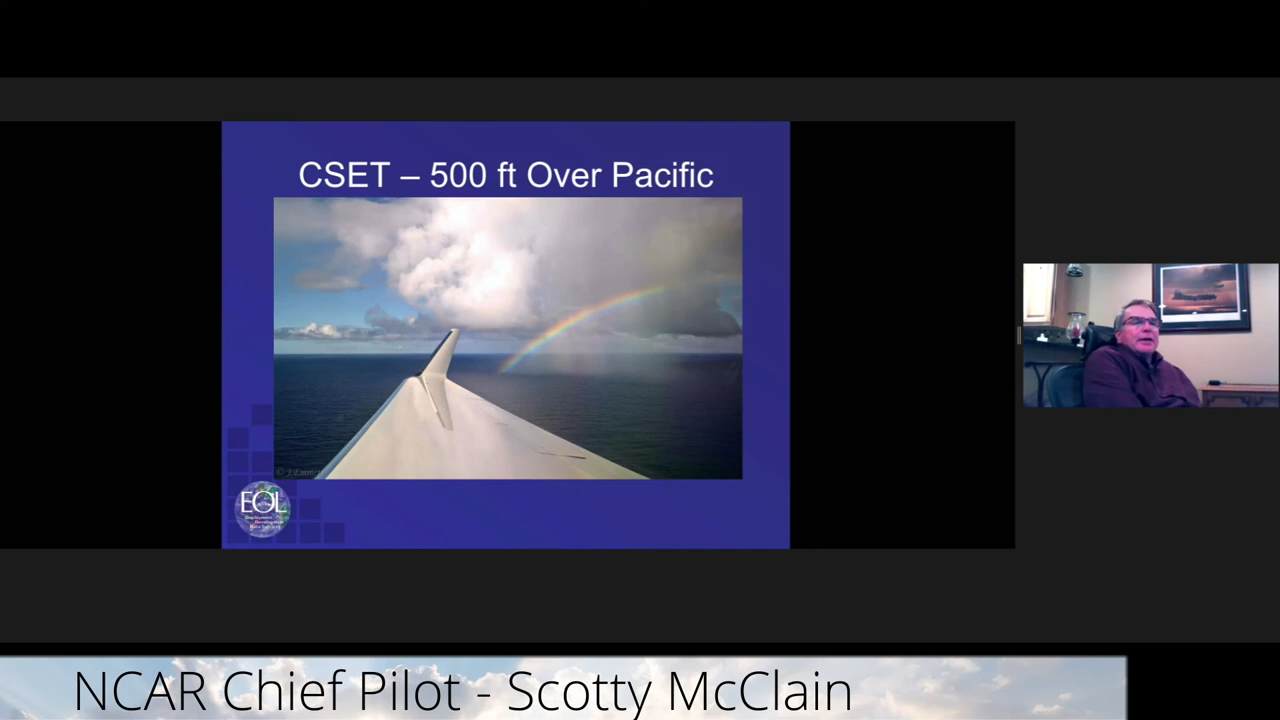 CSET – 500 ft Over Pacific
EOL
NCAR Chief Pilot - Scotty McClain